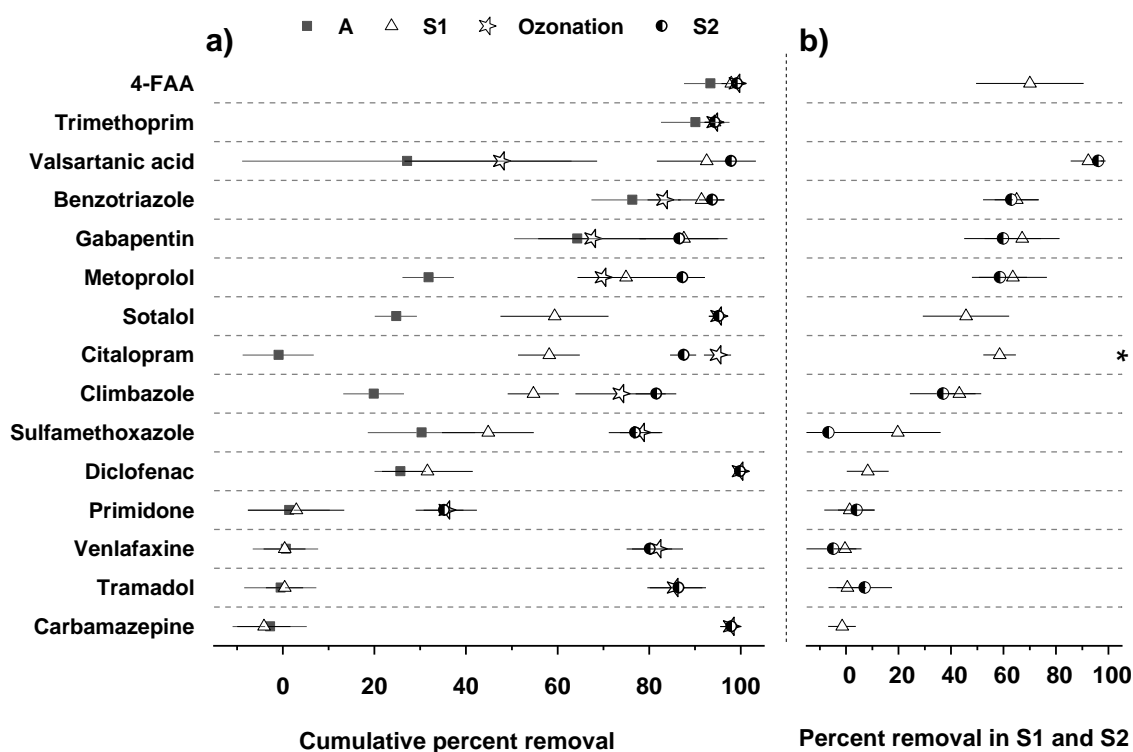 A S1 Ozonation S2
a)
b)
4-FAA
Trimethoprim
Valsartanic acid
Benzotriazole
Gabapentin
Metoprolol
Sotalol
Citalopram
*
Climbazole
Sulfamethoxazole
Diclofenac
Primidone
Venlafaxine
Tramadol
Carbamazepine
0 20 40 60 80 100
0 20 40 60 80 100
Cumulative percent removal
Percent removal in S1 and S2